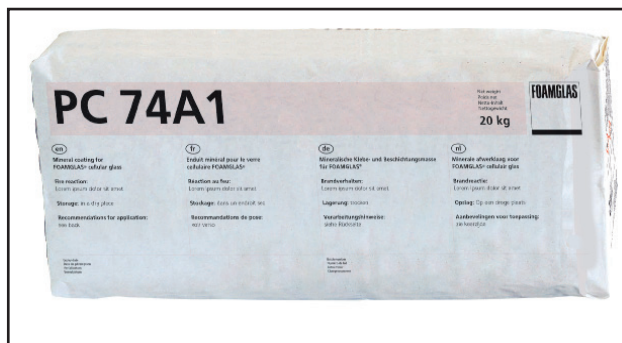 PC 74A1
Net weight
Poids net
Netto-Inhalt
Nettogewicht
20 kg
FOAMGLAS
en
Mineral coating for
FOAMGLAS® cellular glass
Fire reaction:
Lorem ipsum dolor sit amet
Storage: in a dry place
Recommendations for application:
see back
fr
Enduit minéral pour le verre
cellulaire FOAMGLAS®
Réaction au feu:
Lorem ipsum dolor sit amet
Stockage: dans un endroit sec
Recommandations de pose:
voir verso
de
Mineralische Klebe- und Beschichtungsmasse
für FOAMGLAS®
Brandverhalten:
Lorem ipsum dolor sit amet
Lagerung: trocken
Verarbeitungshinweise:
siehe Rückseite
nl
Minerale afwerklaag voor
FOAMGLAS® cellulair glas
Brandreactie:
Lorem ipsum dolor sit amet
Opslag: Op een droge plaats
Aanbevelingen voor toepassing:
zie keerzijde